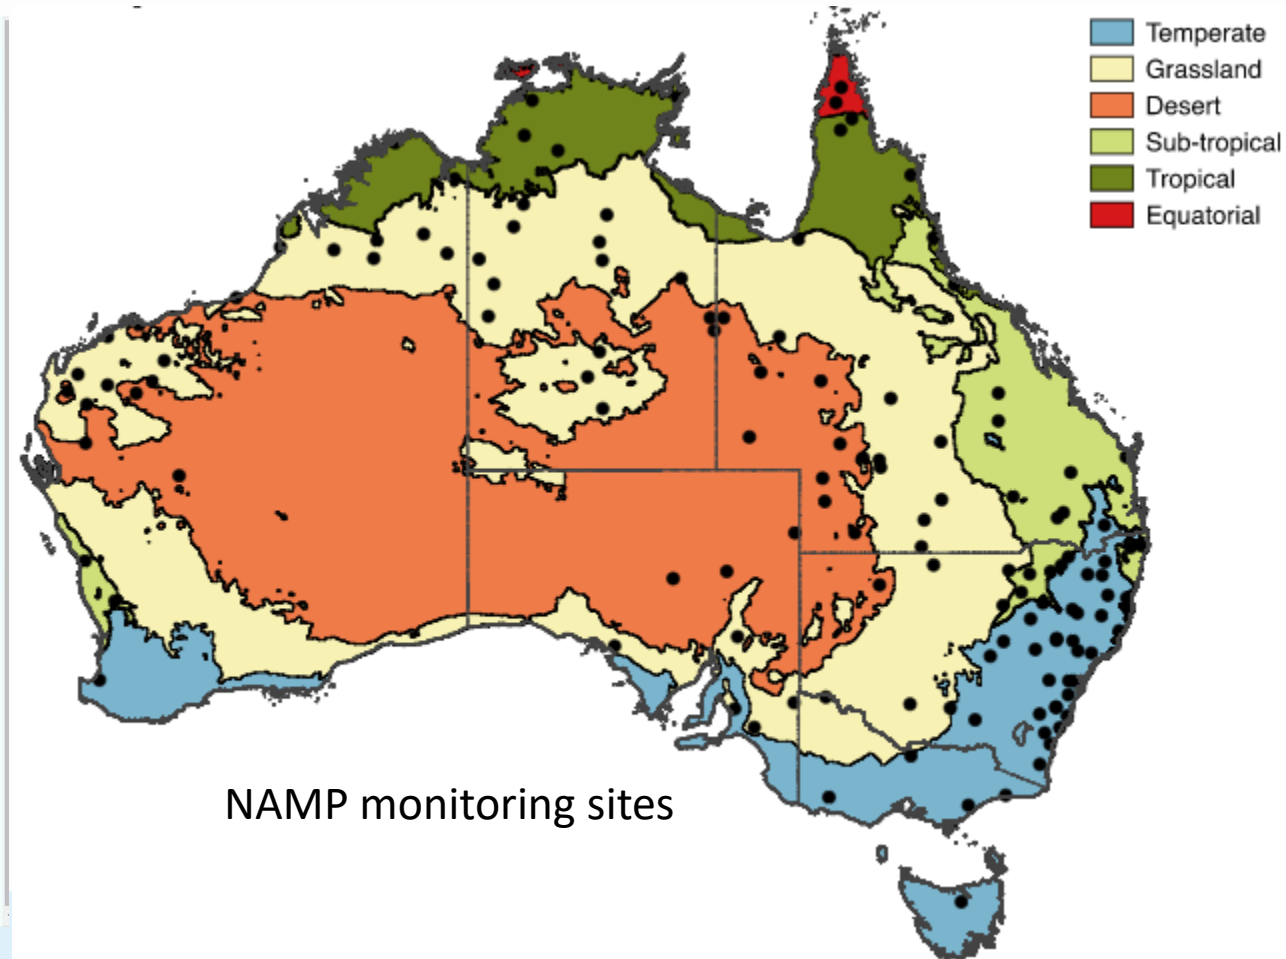 Temperate
Grassland
Desert
Sub-tropical
Tropical
Equatorial
NAMP monitoring sites